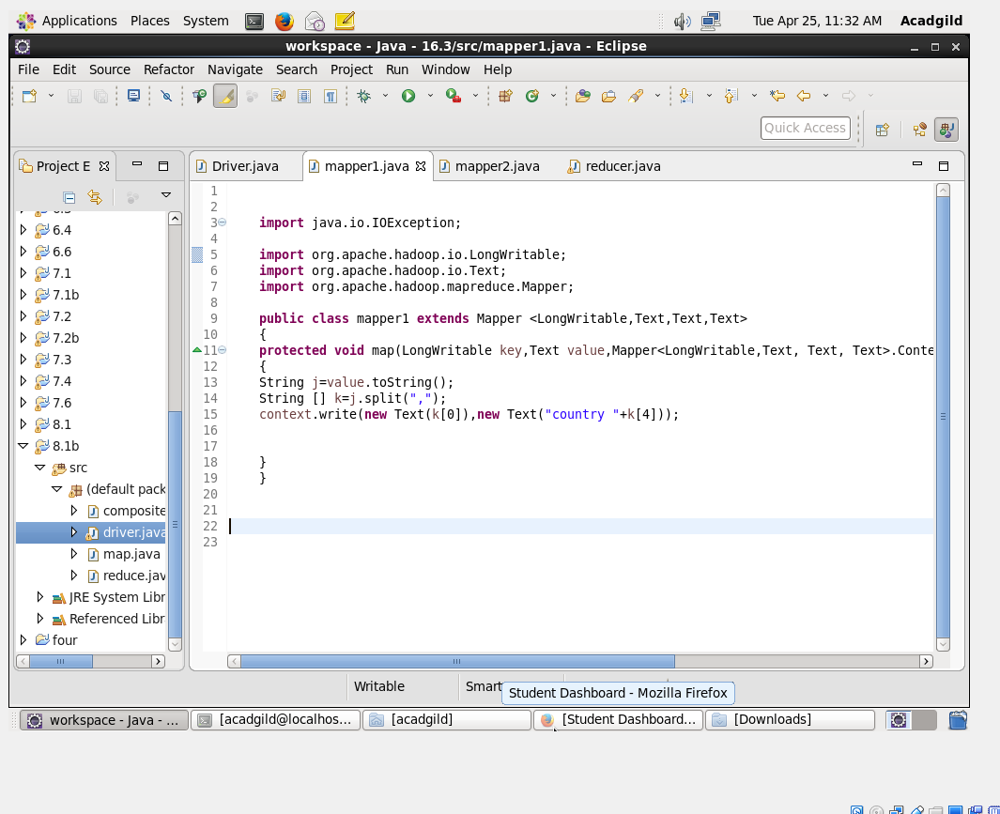 Applications Places System Tue Apr 25, 11:32 AM Acadgild
workspace - Java - 16.3/src/mapper1.java - Eclipse
File Edit Source Refactor Navigate Search Project Run Window Help
Quick Access
Project E
Driver.java mapper1.java mapper2.java reducer.java
6.4
6.6
7.1
7.1b
7.2
7.2b
7.3
7.4
7.6
8.1
8.1b
src
(default pack
composite
driver.java
map.java
reduce.jav
JRE System Libr
Referenced Libr
four
1
2
3 import java.io.IOException;
4
5 import org.apache.hadoop.io.LongWritable;
6 import org.apache.hadoop.io.Text;
7 import org.apache.hadoop.mapreduce.Mapper;
8
9 public class mapper1 extends Mapper <LongWritable,Text,Text,Text>
10 {
11 protected void map(LongWritable key,Text value,Mapper<LongWritable,Text, Text, Text>.Conte
12 {
13 String j=value.toString();
14 String [] k=j.split(",");
15 context.write(new Text(k[0]),new Text("country "+k[4]));
16
17
18 }
19 }
20
21
22
23
Writable Smart
Student Dashboard - Mozilla Firefox
workspace - Java - ... [acadgild@localhos... [acadgild] [Student Dashboard... [Downloads]